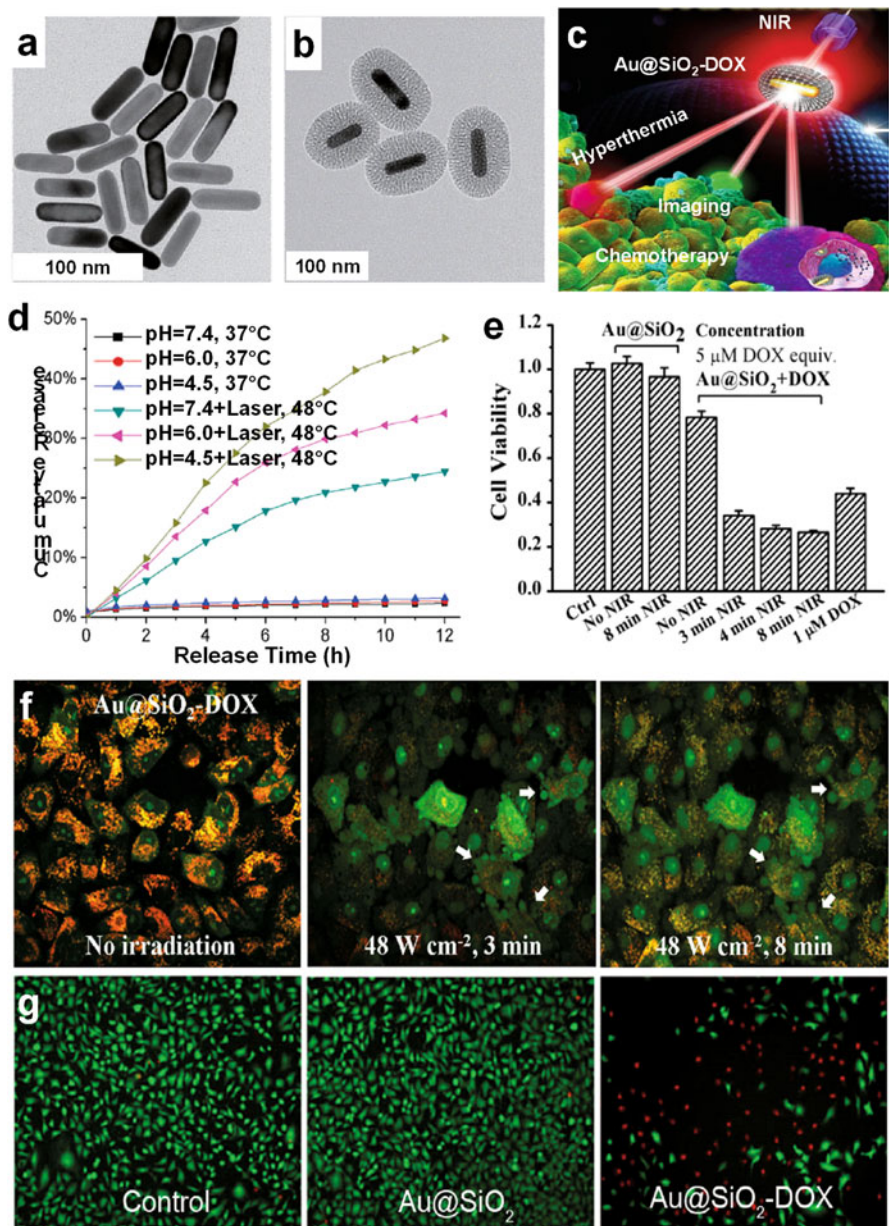 a
100 nm
b
100 nm
c
NIR
Au@SiO₂-DOX
Hyperthermia
Imaging
Chemotherapy
d
Cumulative Release
50%
40%
30%
20%
10%
0%
pH=7.4, 37°C
pH=6.0, 37°C
pH=4.5, 37°C
pH=7.4+Laser, 48°C
pH=6.0+Laser, 48°C
pH=4.5+Laser, 48°C
0 2 4 6 8 10 12
Release Time (h)
e
Cell Viability
1.2
1.0
0.8
0.6
0.4
0.2
0.0
Au@SiO₂
Concentration
5 μM DOX equiv.
Au@SiO₂+DOX
Ctrl
No NIR
8 min NIR
No NIR
3 min NIR
4 min NIR
8 min NIR
1 μM DOX
f
Au@SiO₂-DOX
No irradiation
48 W cm⁻², 3 min
48 W cm⁻², 8 min
g
Control
Au@SiO₂
Au@SiO₂-DOX